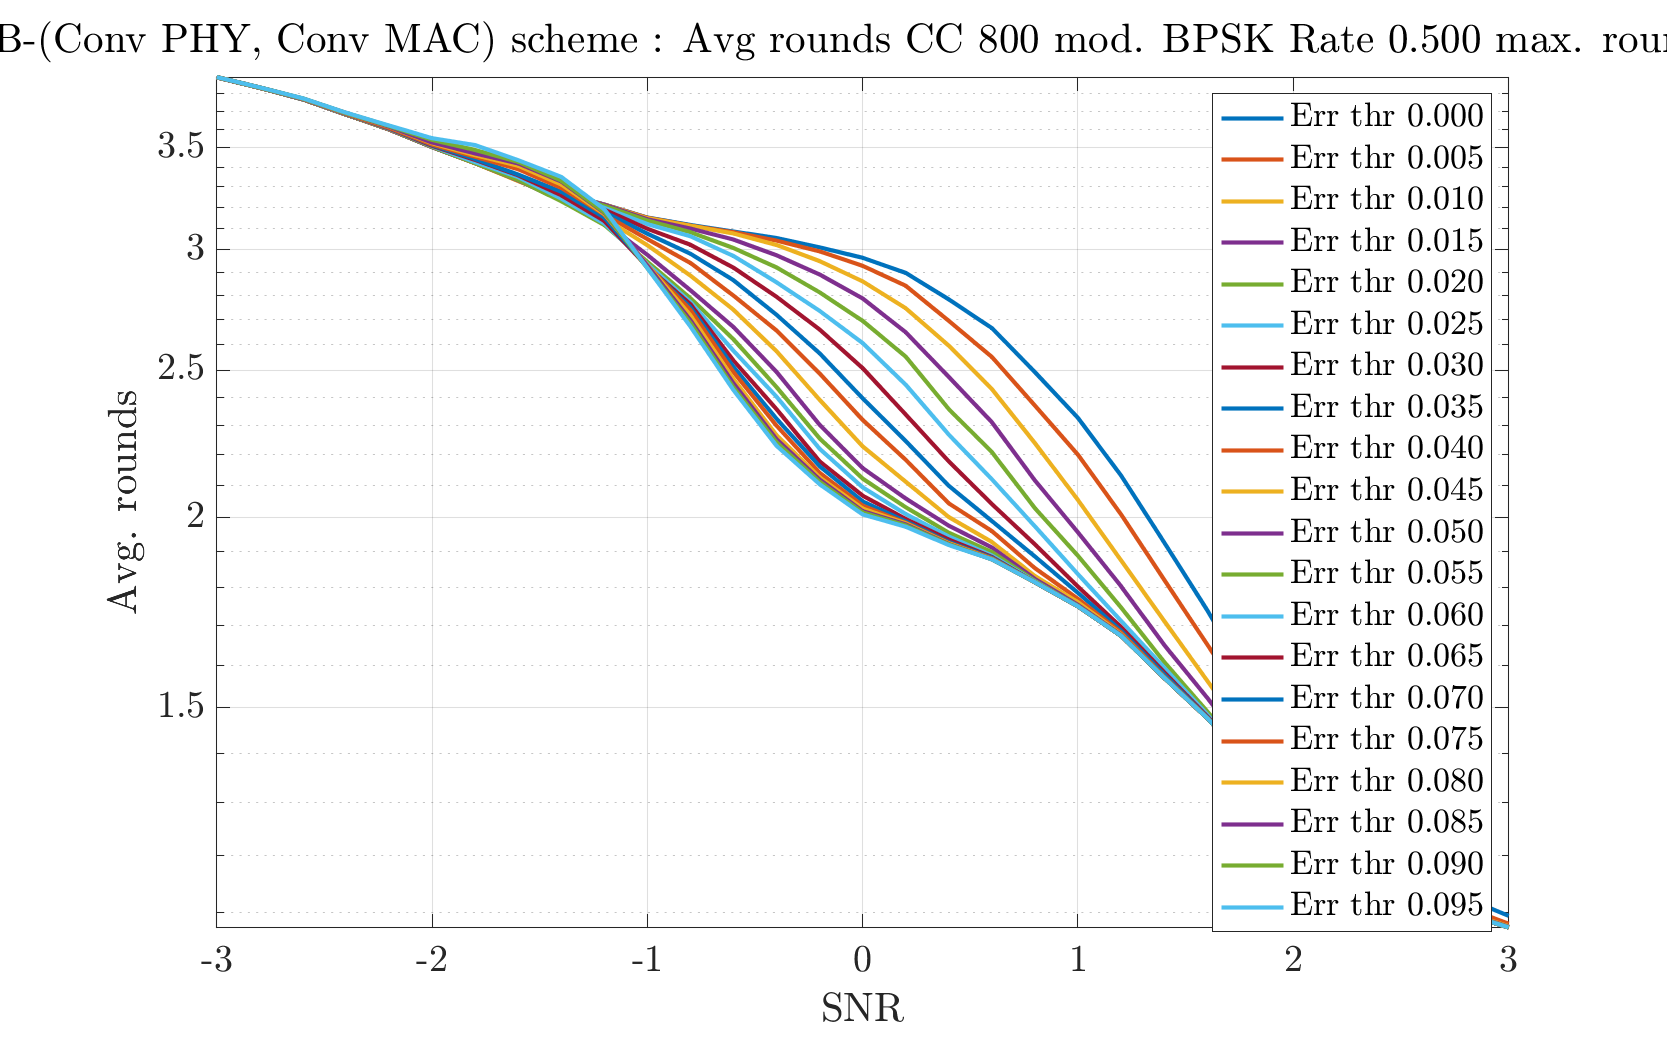 B-(Conv PHY, Conv MAC) scheme : Avg rounds CC 800 mod. BPSK Rate 0.500 max. rou
3.5
3
2.5
2
1.5
Avg. rounds
-3
-2
-1
0
1
2
3
SNR
Err thr 0.000
Err thr 0.005
Err thr 0.010
Err thr 0.015
Err thr 0.020
Err thr 0.025
Err thr 0.030
Err thr 0.035
Err thr 0.040
Err thr 0.045
Err thr 0.050
Err thr 0.055
Err thr 0.060
Err thr 0.065
Err thr 0.070
Err thr 0.075
Err thr 0.080
Err thr 0.085
Err thr 0.090
Err thr 0.095